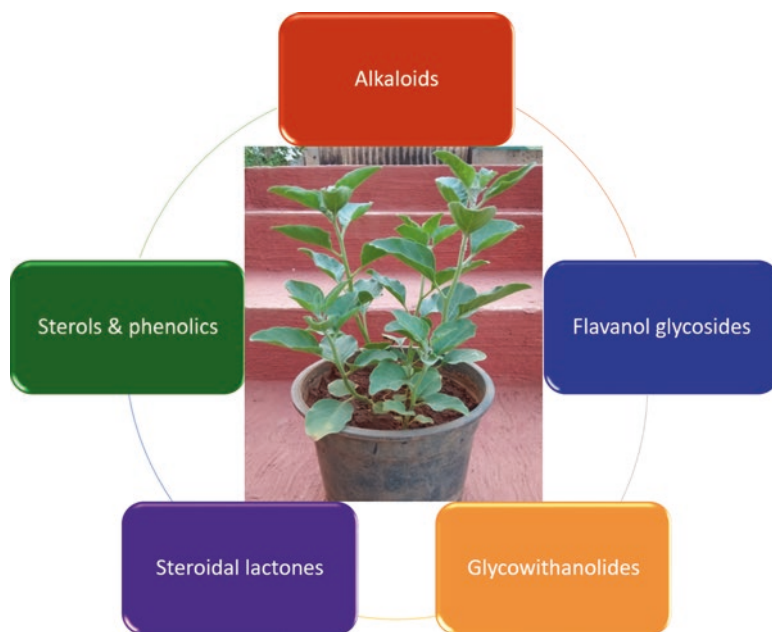 Alkaloids
Sterols & phenolics
Flavanol glycosides
Steroidal lactones
Glycowithanolides